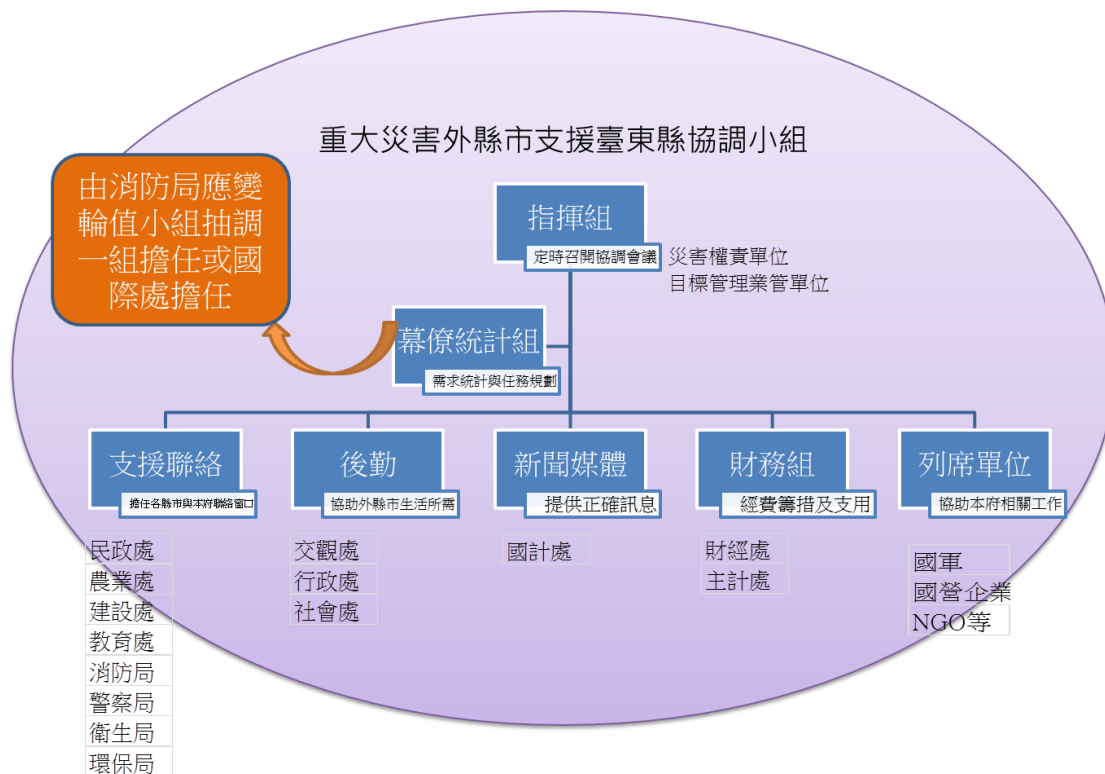 重大災害外縣市支援臺東縣協調小組
由消防局應變
輪值小組抽調
一組擔任或國
際處擔任
指揮組
定時召開協調會議
災害權責單位
目標管理業管單位
幕僚統計組
需求統計與任務規劃
支援聯絡
擔任各縣市與本府聯絡窗口
民政處
農業處
建設處
教育處
消防局
警察局
衛生局
環保局
後勤
協助外縣市生活所需
交觀處
行政處
社會處
新聞媒體
提供正確訊息
國計處
財務組
經費籌措及支用
財經處
主計處
列席單位
協助本府相關工作
國軍
國營企業
NGO等